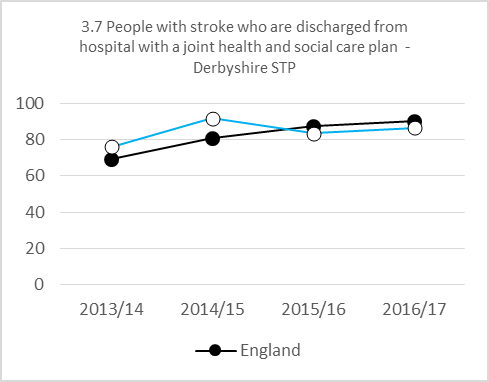 3.7 People with stroke who are discharged from
hospital with a joint health and social care plan -
Derbyshire STP
100
80
60
40
20
0
2013/14 2014/15 2015/16 2016/17
England